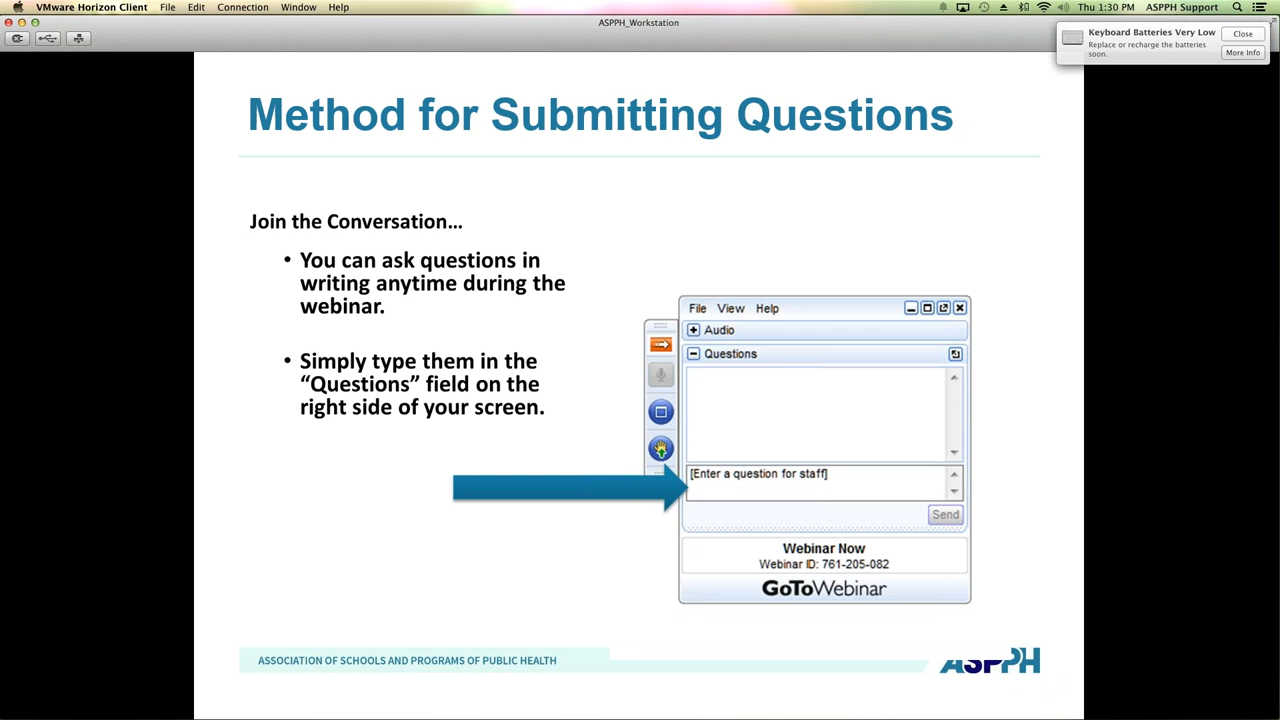 VMware Horizon Client File Edit Connection Window Help Thu 1:30 PM ASPPH Support
ASPPH_Workstation
Keyboard Batteries Very Low
Replace or recharge the batteries
soon.
Close
More Info
Method for Submitting Questions
Join the Conversation…
• You can ask questions in
writing anytime during the
webinar.
• Simply type them in the
“Questions” field on the
right side of your screen.
File View Help
Audio
Questions
[Enter a question for staff]
Send
Webinar Now
Webinar ID: 761-205-082
GoToWebinar
ASSOCIATION OF SCHOOLS AND PROGRAMS OF PUBLIC HEALTH
ASPPH